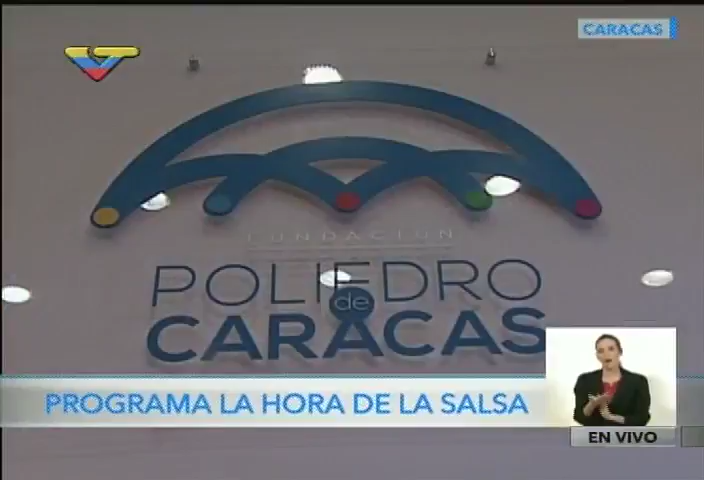 CARACAS
FUNDACIÓN
POLIEDRO
de
CARACAS
PROGRAMA LA HORA DE LA SALSA
EN VIVO